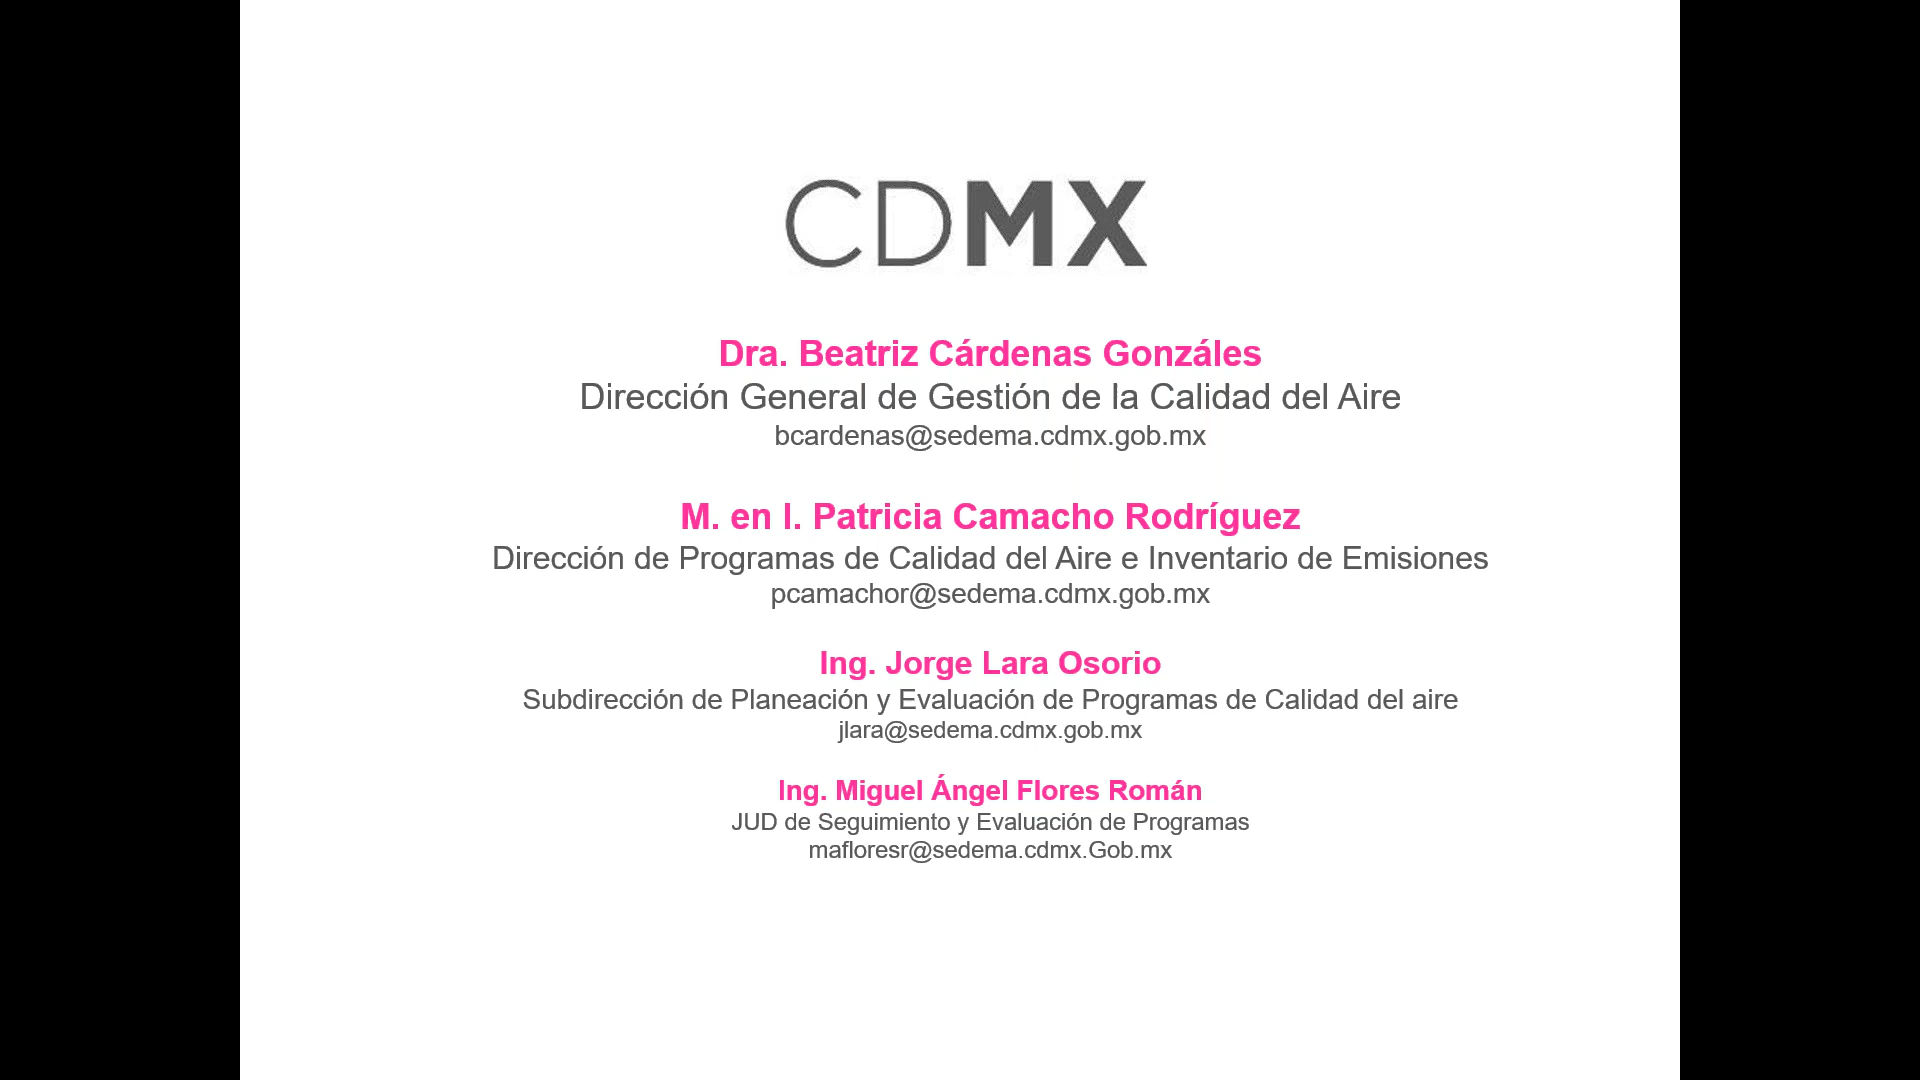 CDMX
Dra. Beatriz Cárdenas Gonzáles
Dirección General de Gestión de la Calidad del Aire
bcardenas@sedema.cdmx.gob.mx
M. en I. Patricia Camacho Rodríguez
Dirección de Programas de Calidad del Aire e Inventario de Emisiones
pcamachor@sedema.cdmx.gob.mx
Ing. Jorge Lara Osorio
Subdirección de Planeación y Evaluación de Programas de Calidad del aire
jlara@sedema.cdmx.gob.mx
Ing. Miguel Ángel Flores Román
JUD de Seguimiento y Evaluación de Programas
mafloresr@sedema.cdmx.Gob.mx